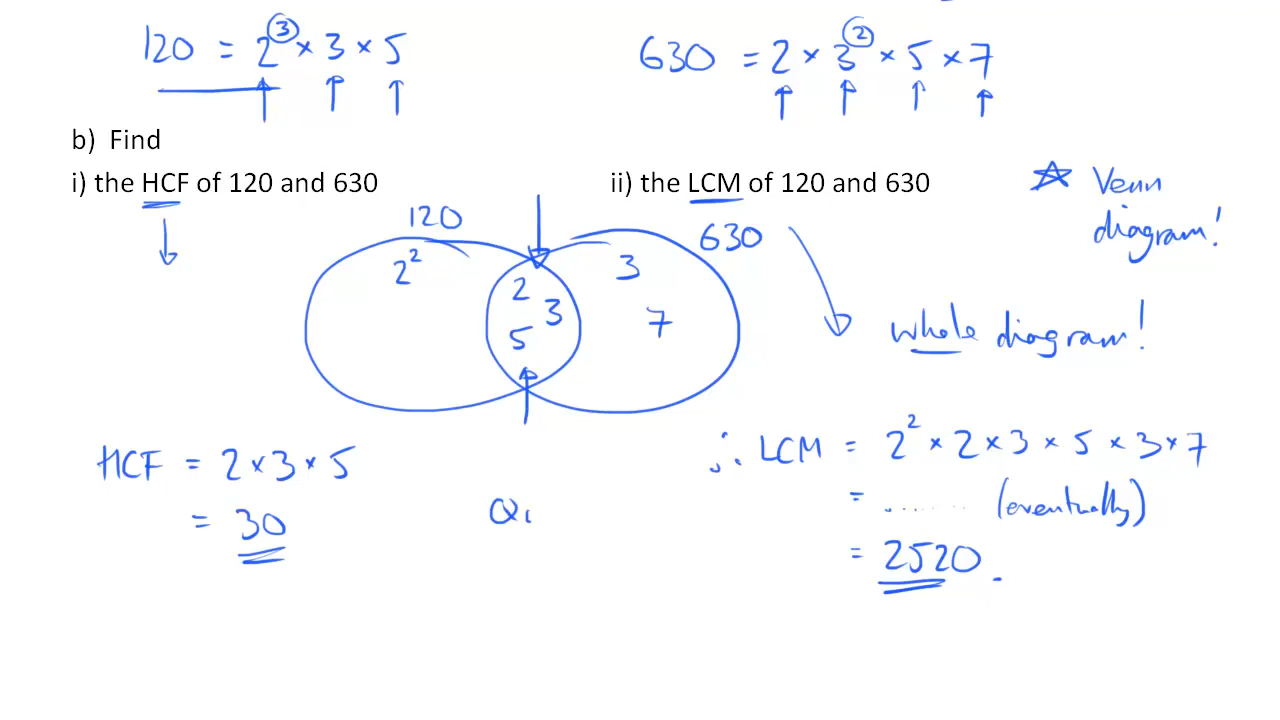 120 = 2³ × 3 × 5
630 = 2 × 3² × 5 × 7
b) Find
i) the HCF of 120 and 630
ii) the LCM of 120 and 630
☆ Venn
diagram!
120
630
2²
2
3
5
3
7
whole diagram!
HCF = 2 × 3 × 5
= 30
∴ LCM = 2² × 2 × 3 × 5 × 3 × 7
= ....... (eventually)
= 2520.